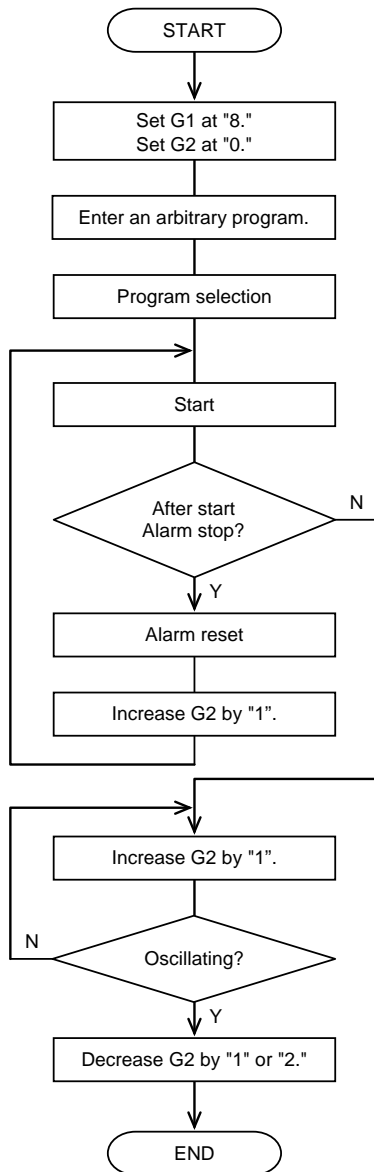 START
Set G1 at "8."
Set G2 at "0."
Enter an arbitrary program.
Program selection
Start
After start
Alarm stop?
N
Y
Alarm reset
Increase G2 by "1”.
Increase G2 by "1”.
N
Oscillating?
Y
Decrease G2 by "1" or "2."
END